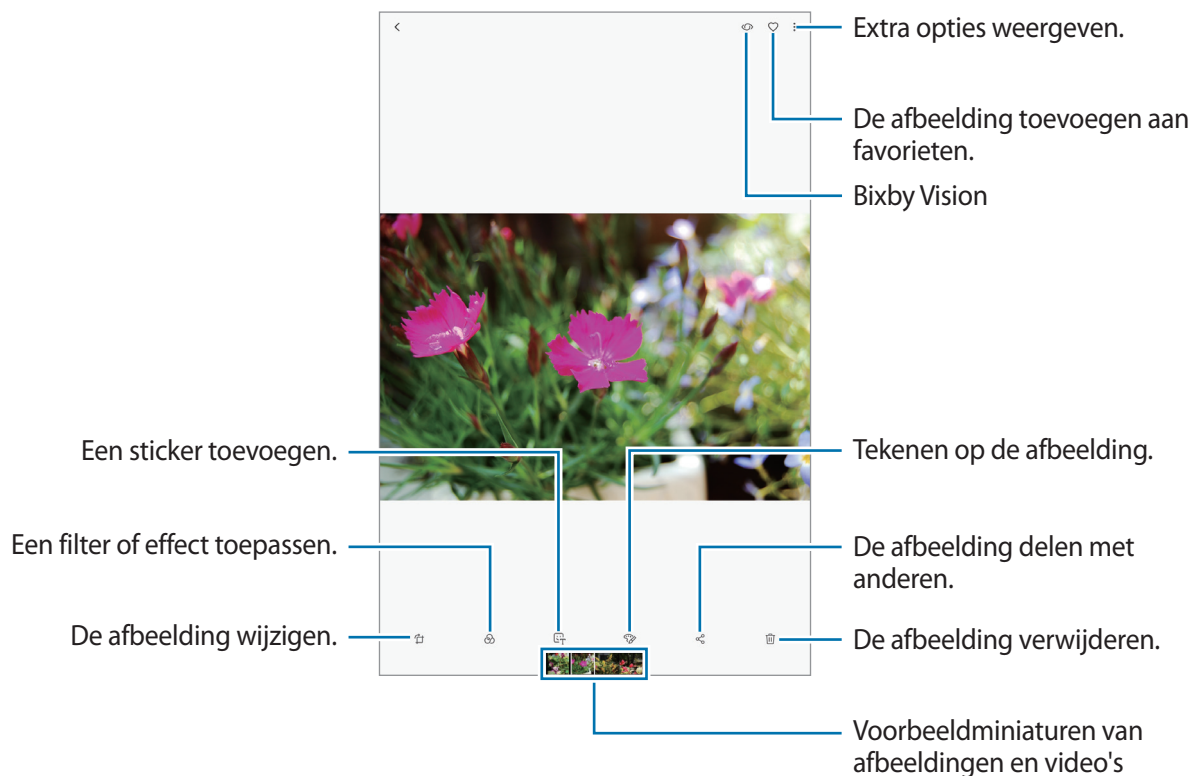 Extra opties weergeven.
De afbeelding toevoegen aan
favorieten.
Bixby Vision
Een sticker toevoegen.
Tekenen op de afbeelding.
Een filter of effect toepassen.
De afbeelding delen met
anderen.
De afbeelding wijzigen.
De afbeelding verwijderen.
Voorbeeldminiaturen van
afbeeldingen en video's